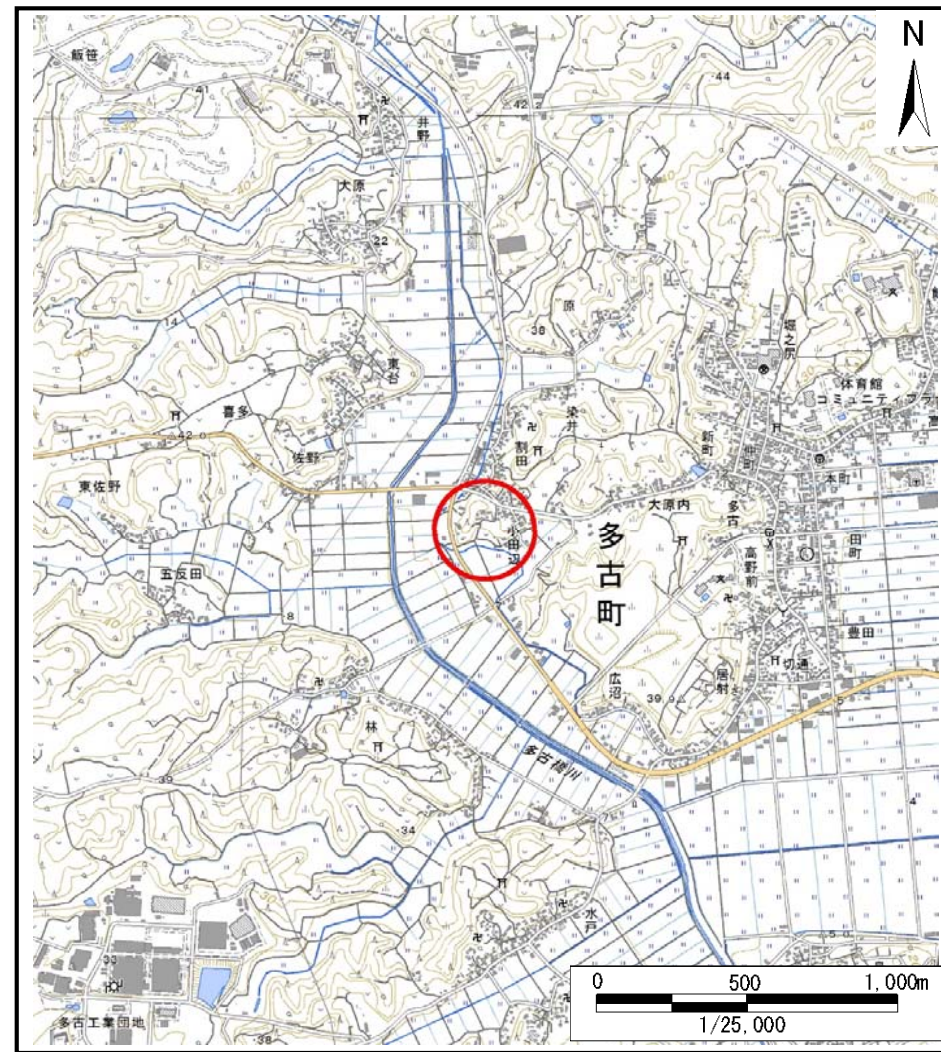 N
飯笹
41
井野
42
44
大原
22
14
東台
原
38
堀之尻
体育館
コミュニティプラ
喜多
42
佐野
染井
割田
新町
仲町
本町
東佐野
小田辺
大原内
多古
多古町
高野前
田町
五反田
8
豊田
切通
居射
広沼
39
林
多古橋川
39
34
7
5
4
水戸
33
多古工業団地
38
5
0 500 1,000m
1/25,000